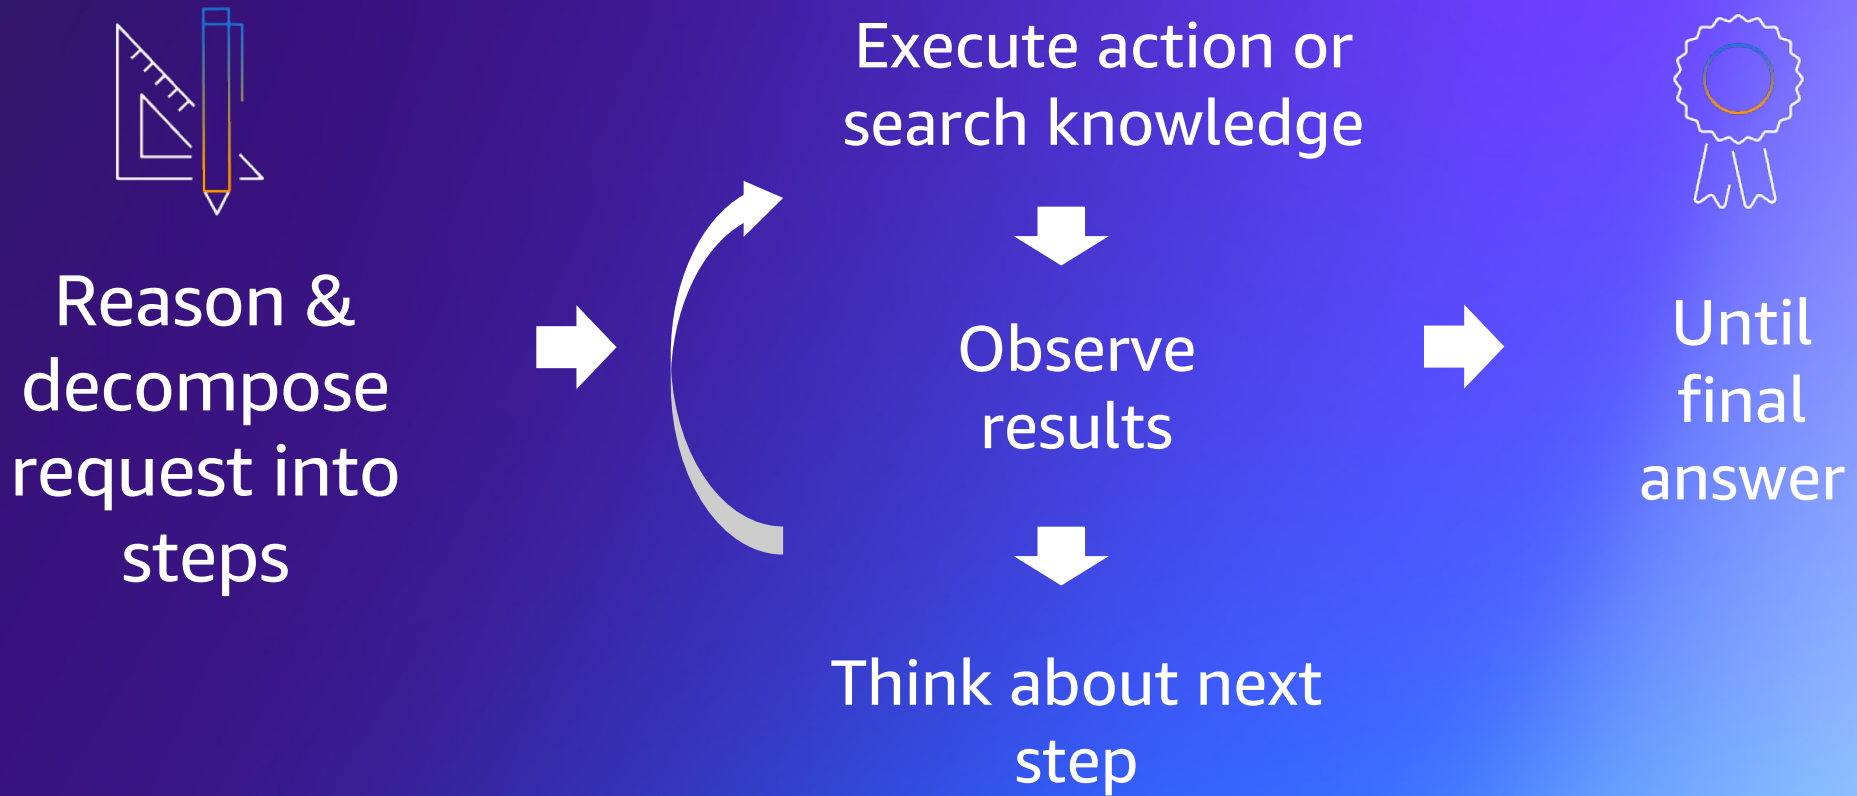 Reason &
decompose
request into
steps
Execute action or
search knowledge
Observe
results
Think about next
step
Until
final
answer